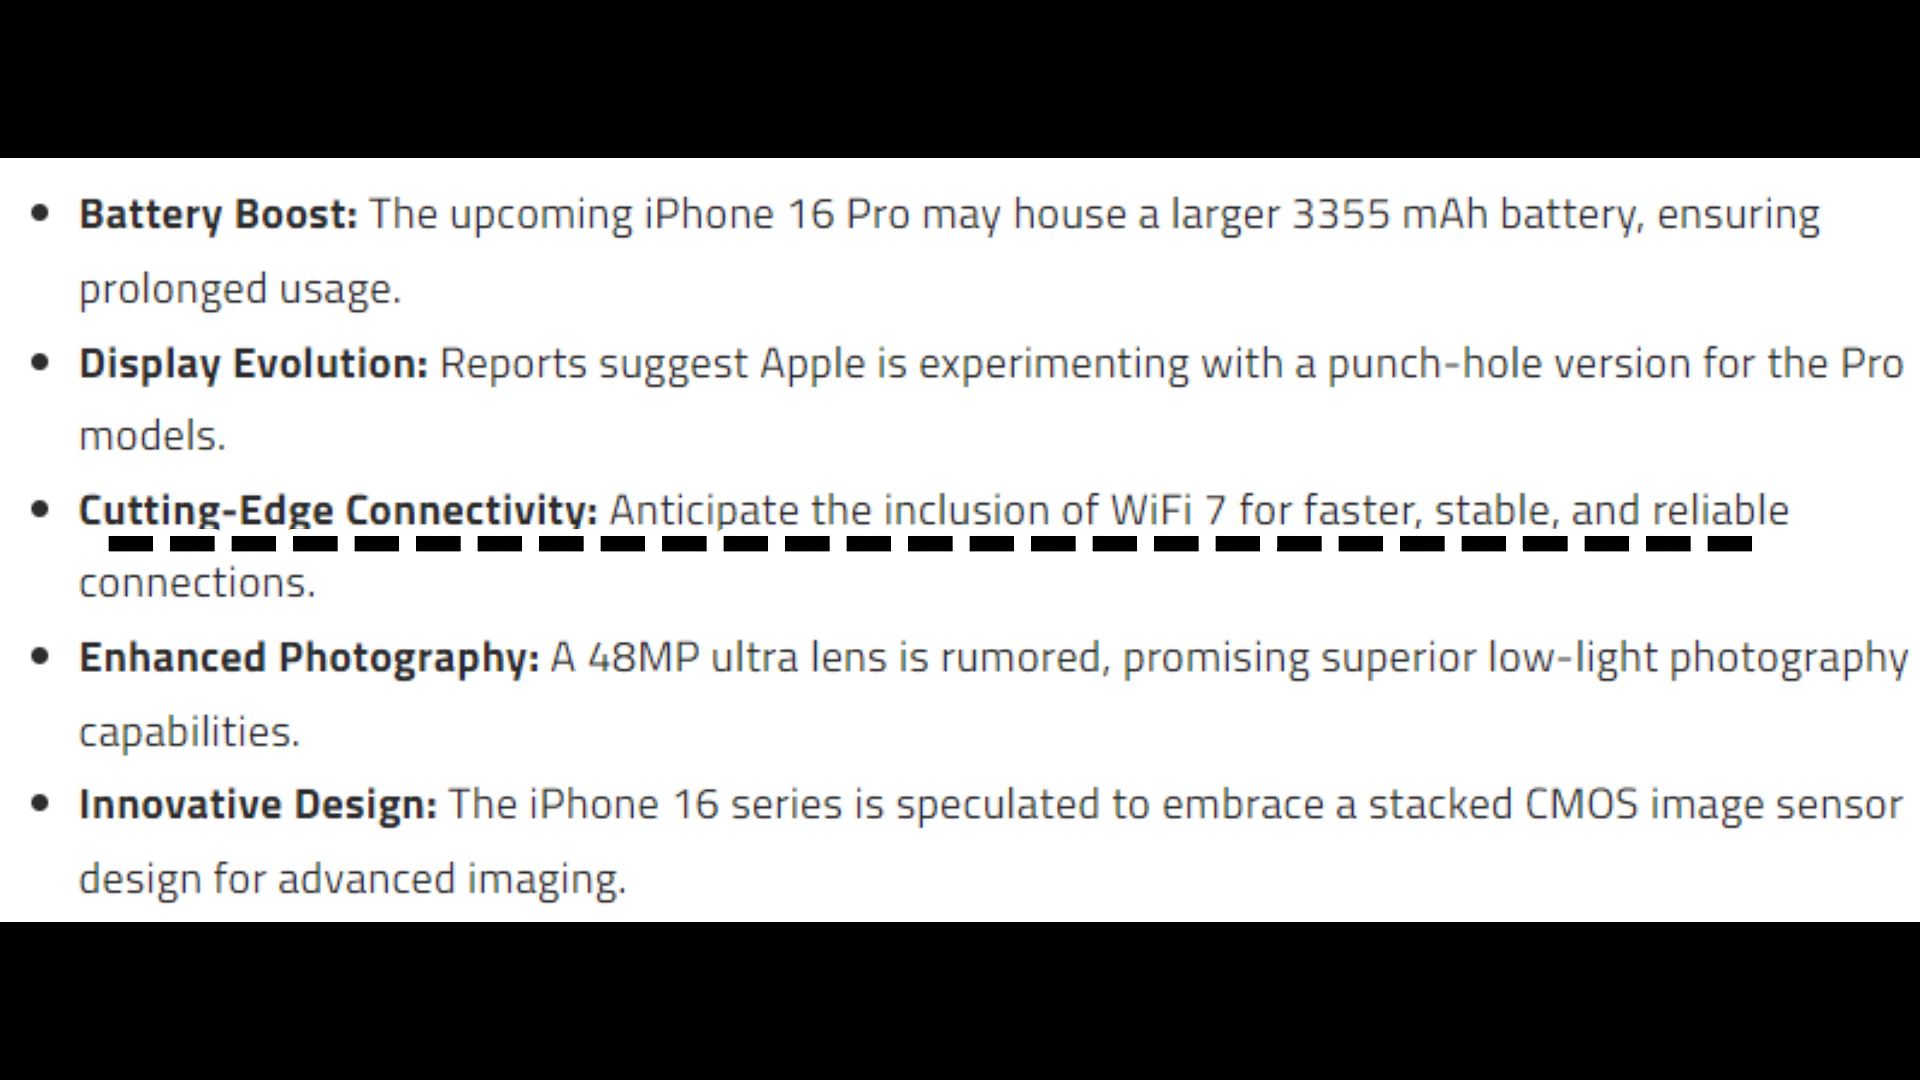 • Battery Boost: The upcoming iPhone 16 Pro may house a larger 3355 mAh battery, ensuring
prolonged usage.
• Display Evolution: Reports suggest Apple is experimenting with a punch-hole version for the Pro
models.
• Cutting-Edge Connectivity: Anticipate the inclusion of WiFi 7 for faster, stable, and reliable
connections.
• Enhanced Photography: A 48MP ultra lens is rumored, promising superior low-light photography
capabilities.
• Innovative Design: The iPhone 16 series is speculated to embrace a stacked CMOS image sensor
design for advanced imaging.